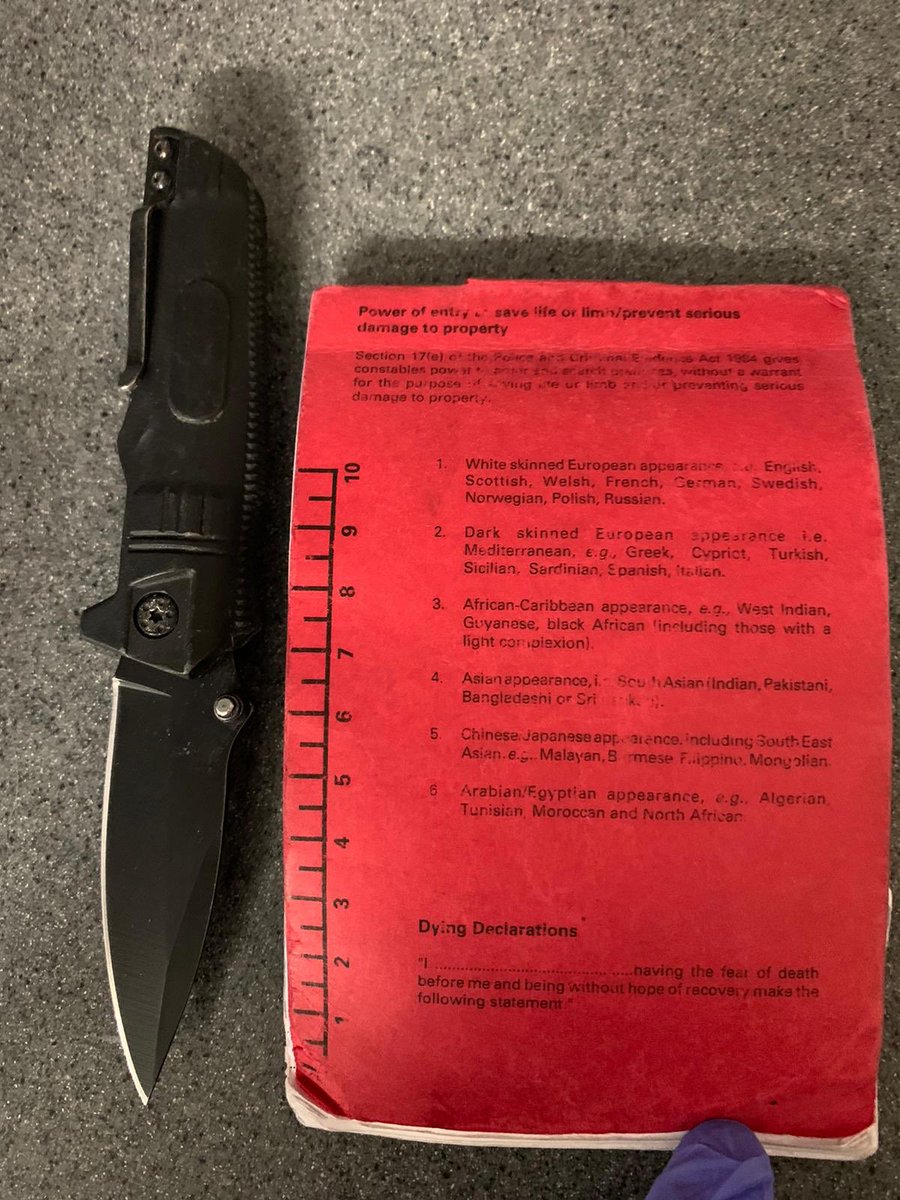 Power of entry to save life or limb/prevent serious
damage to property
Section 17(e) of the Police and Criminal Evidence Act 1984 gives
constables power to enter and search premises, without a warrant
for the purpose of saving life or limb and/or preventing serious
damage to property.
1. White skinned European appearance, i.e. English,
Scottish, Welsh, French, German, Swedish,
Norwegian, Polish, Russian.
2. Dark skinned European appearance i.e.
Mediterranean, e.g., Greek, Cypriot, Turkish,
Sicilian, Sardinian, Spanish, Italian.
3. African-Caribbean appearance, e.g., West Indian,
Guyanese, black African (including those with a
light complexion).
4. Asian appearance, South Asian (Indian, Pakistani,
Bangladeshi or Sri Lankan).
5. Chinese/Japanese appearance, including South East
Asian, e.g., Malayan, Burmese Filippino, Mongolian.
6 Arabian/Egyptian appearance, e.g., Algerian,
Tunisian, Moroccan and North African.
Dying Declarations
"I ................................................having the fear of death
before me and being without hope of recovery make the
following statement."
10
9
8
7
6
5
4
3
2
1